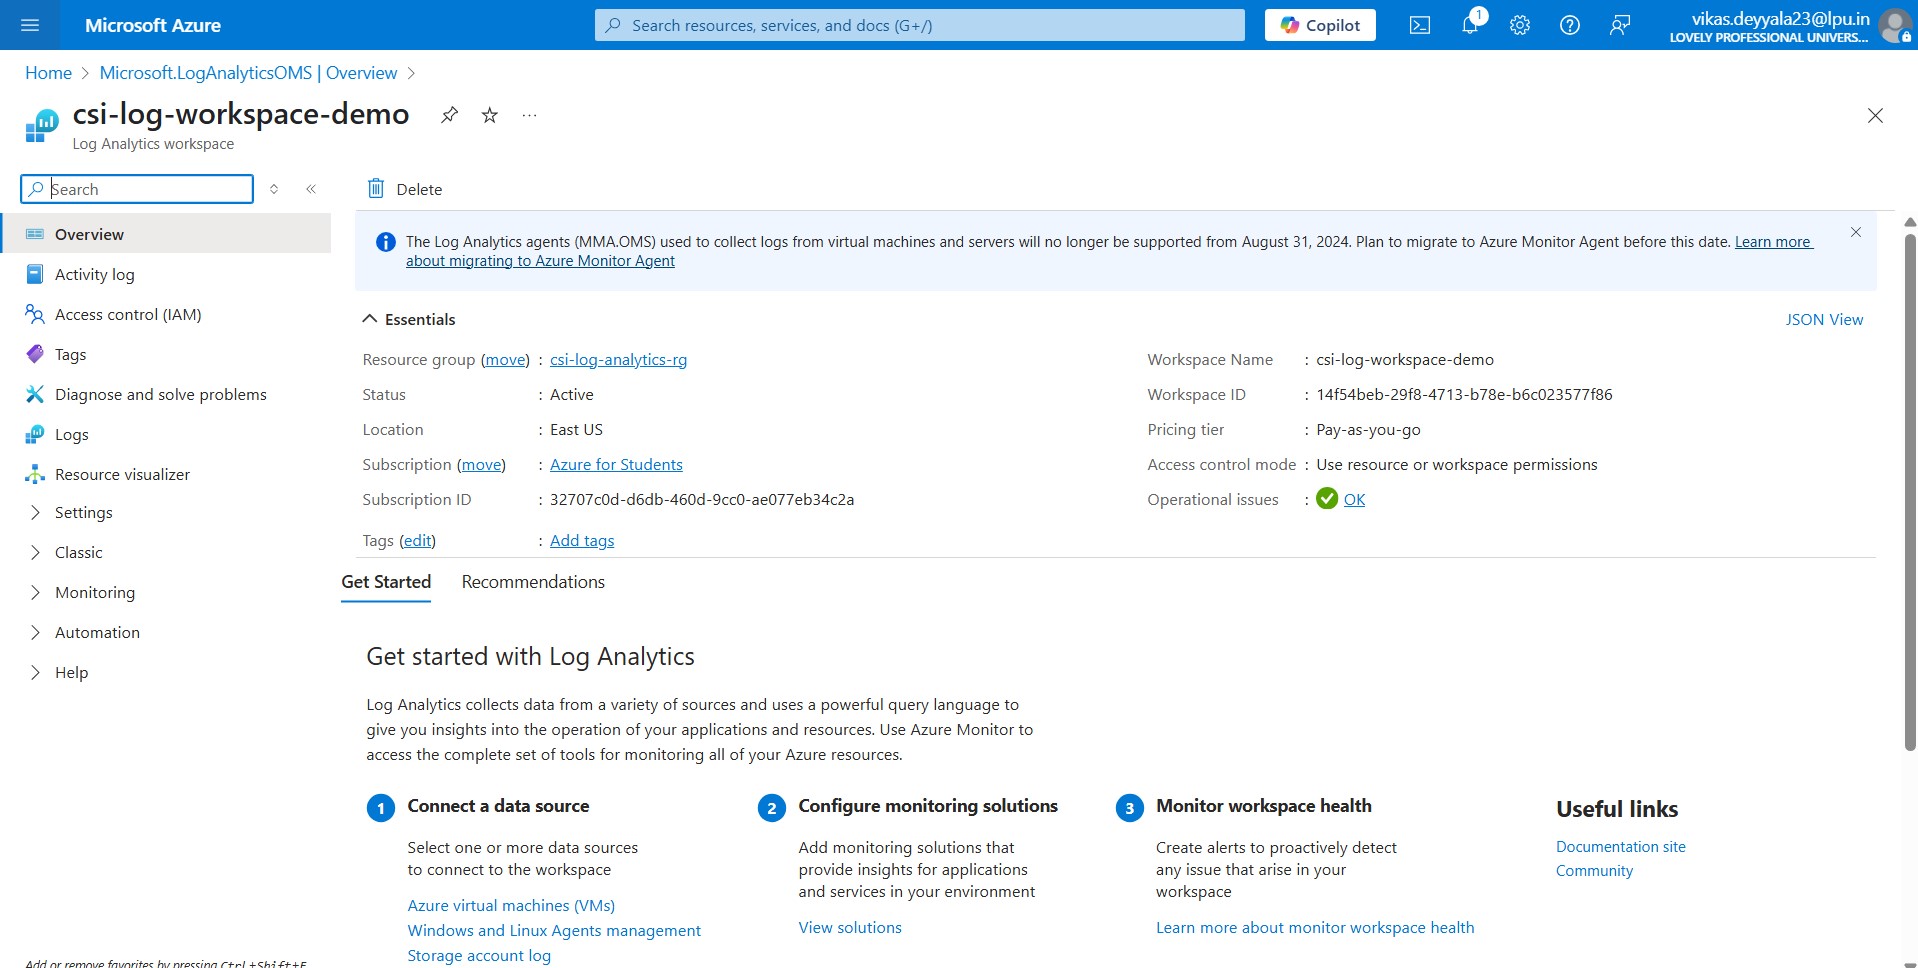 Microsoft Azure
Search resources, services, and docs (G+/)
Copilot
1
vikas.deyyala23@lpu.in
LOVELY PROFESSIONAL UNIVERS...
Home > Microsoft.LogAnalyticsOMS | Overview >
csi-log-workspace-demo
Log Analytics workspace
Search
Delete
Overview
Activity log
Access control (IAM)
Tags
Diagnose and solve problems
Logs
Resource visualizer
Settings
Classic
Monitoring
Automation
Help
Add or remove favorites by pressing Ctrl+Shift+F
The Log Analytics agents (MMA.OMS) used to collect logs from virtual machines and servers will no longer be supported from August 31, 2024. Plan to migrate to Azure Monitor Agent before this date. Learn more
about migrating to Azure Monitor Agent
Essentials
JSON View
Resource group (move) : csi-log-analytics-rg
Status : Active
Location : East US
Subscription (move) : Azure for Students
Subscription ID : 32707c0d-d6db-460d-9cc0-ae077eb34c2a
Tags (edit) : Add tags
Workspace Name : csi-log-workspace-demo
Workspace ID : 14f54beb-29f8-4713-b78e-b6c023577f86
Pricing tier : Pay-as-you-go
Access control mode : Use resource or workspace permissions
Operational issues : OK
Get Started
Recommendations
Get started with Log Analytics
Log Analytics collects data from a variety of sources and uses a powerful query language to
give you insights into the operation of your applications and resources. Use Azure Monitor to
access the complete set of tools for monitoring all of your Azure resources.
1 Connect a data source
Select one or more data sources
to connect to the workspace
Azure virtual machines (VMs)
Windows and Linux Agents management
Storage account log
2 Configure monitoring solutions
Add monitoring solutions that
provide insights for applications
and services in your environment
View solutions
3 Monitor workspace health
Create alerts to proactively detect
any issue that arise in your
workspace
Learn more about monitor workspace health
Useful links
Documentation site
Community